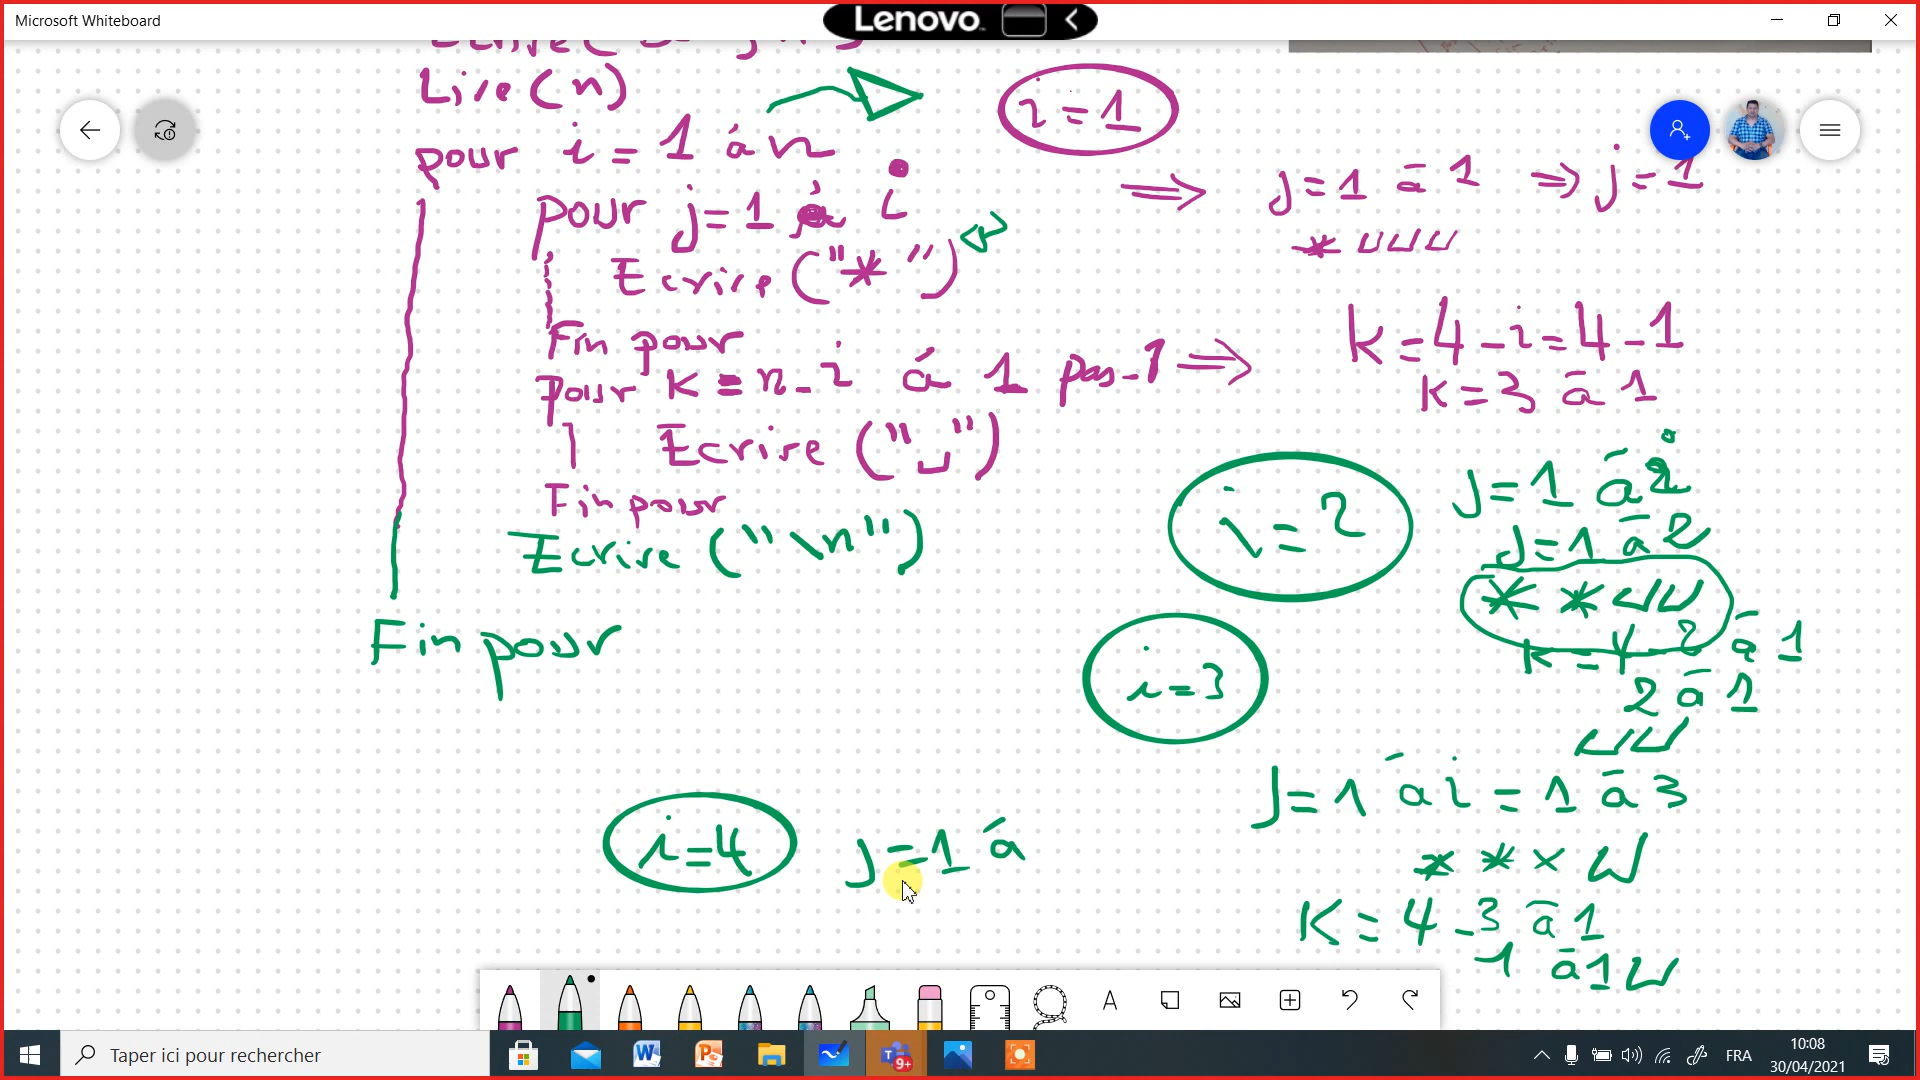 Microsoft Whiteboard
Lenovo
Lire(n)
pour i = 1 á n
pour j = 1 á i
Ecrire ("*")
Fin pour
pour K = n - i á 1 pas -1
Ecrire ("␣")
Fin pour
Ecrire ("\n")
Fin pour
i = 1
⇒ j = 1 ā 1 ⇒ j = 1
* ␣␣␣
⇒ K = 4 - i = 4 - 1
K = 3 ā 1
i = 2
j = 1 ā 2
J = 1 ā 2
* * ␣␣
K = 4 - 2 ā 1
2 ā 1
␣␣
i = 3
J = 1 á i = 1 ā 3
* * * ␣
K = 4 - 3 ā 1
1 ā 1 ␣
i = 4
J = 1 á
Taper ici pour rechercher
9+
FRA
10:08
30/04/2021